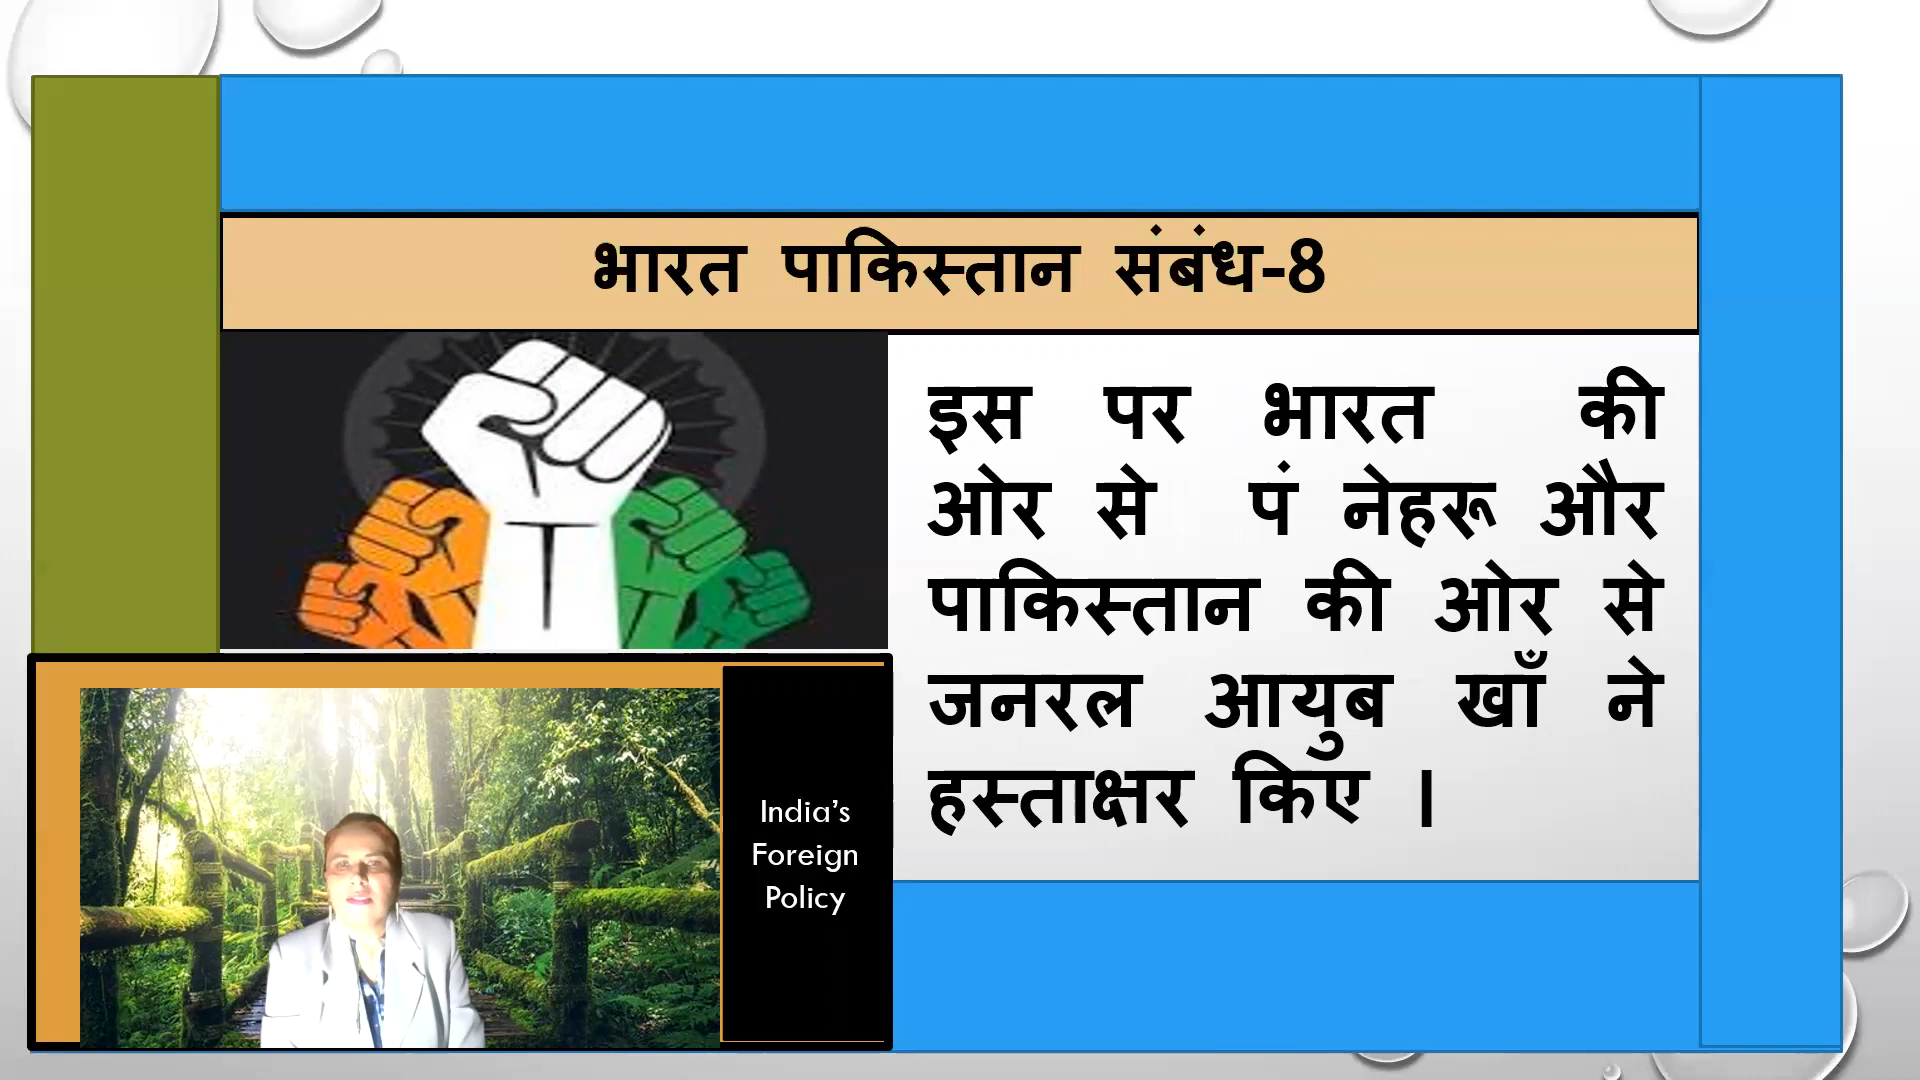 भारत पाकिस्तान संबंध-8
इस पर भारत की
ओर से पं नेहरू और
पाकिस्तान की ओर से
जनरल आयुब खाँ ने
हस्ताक्षर किए ।
India’s
Foreign
Policy